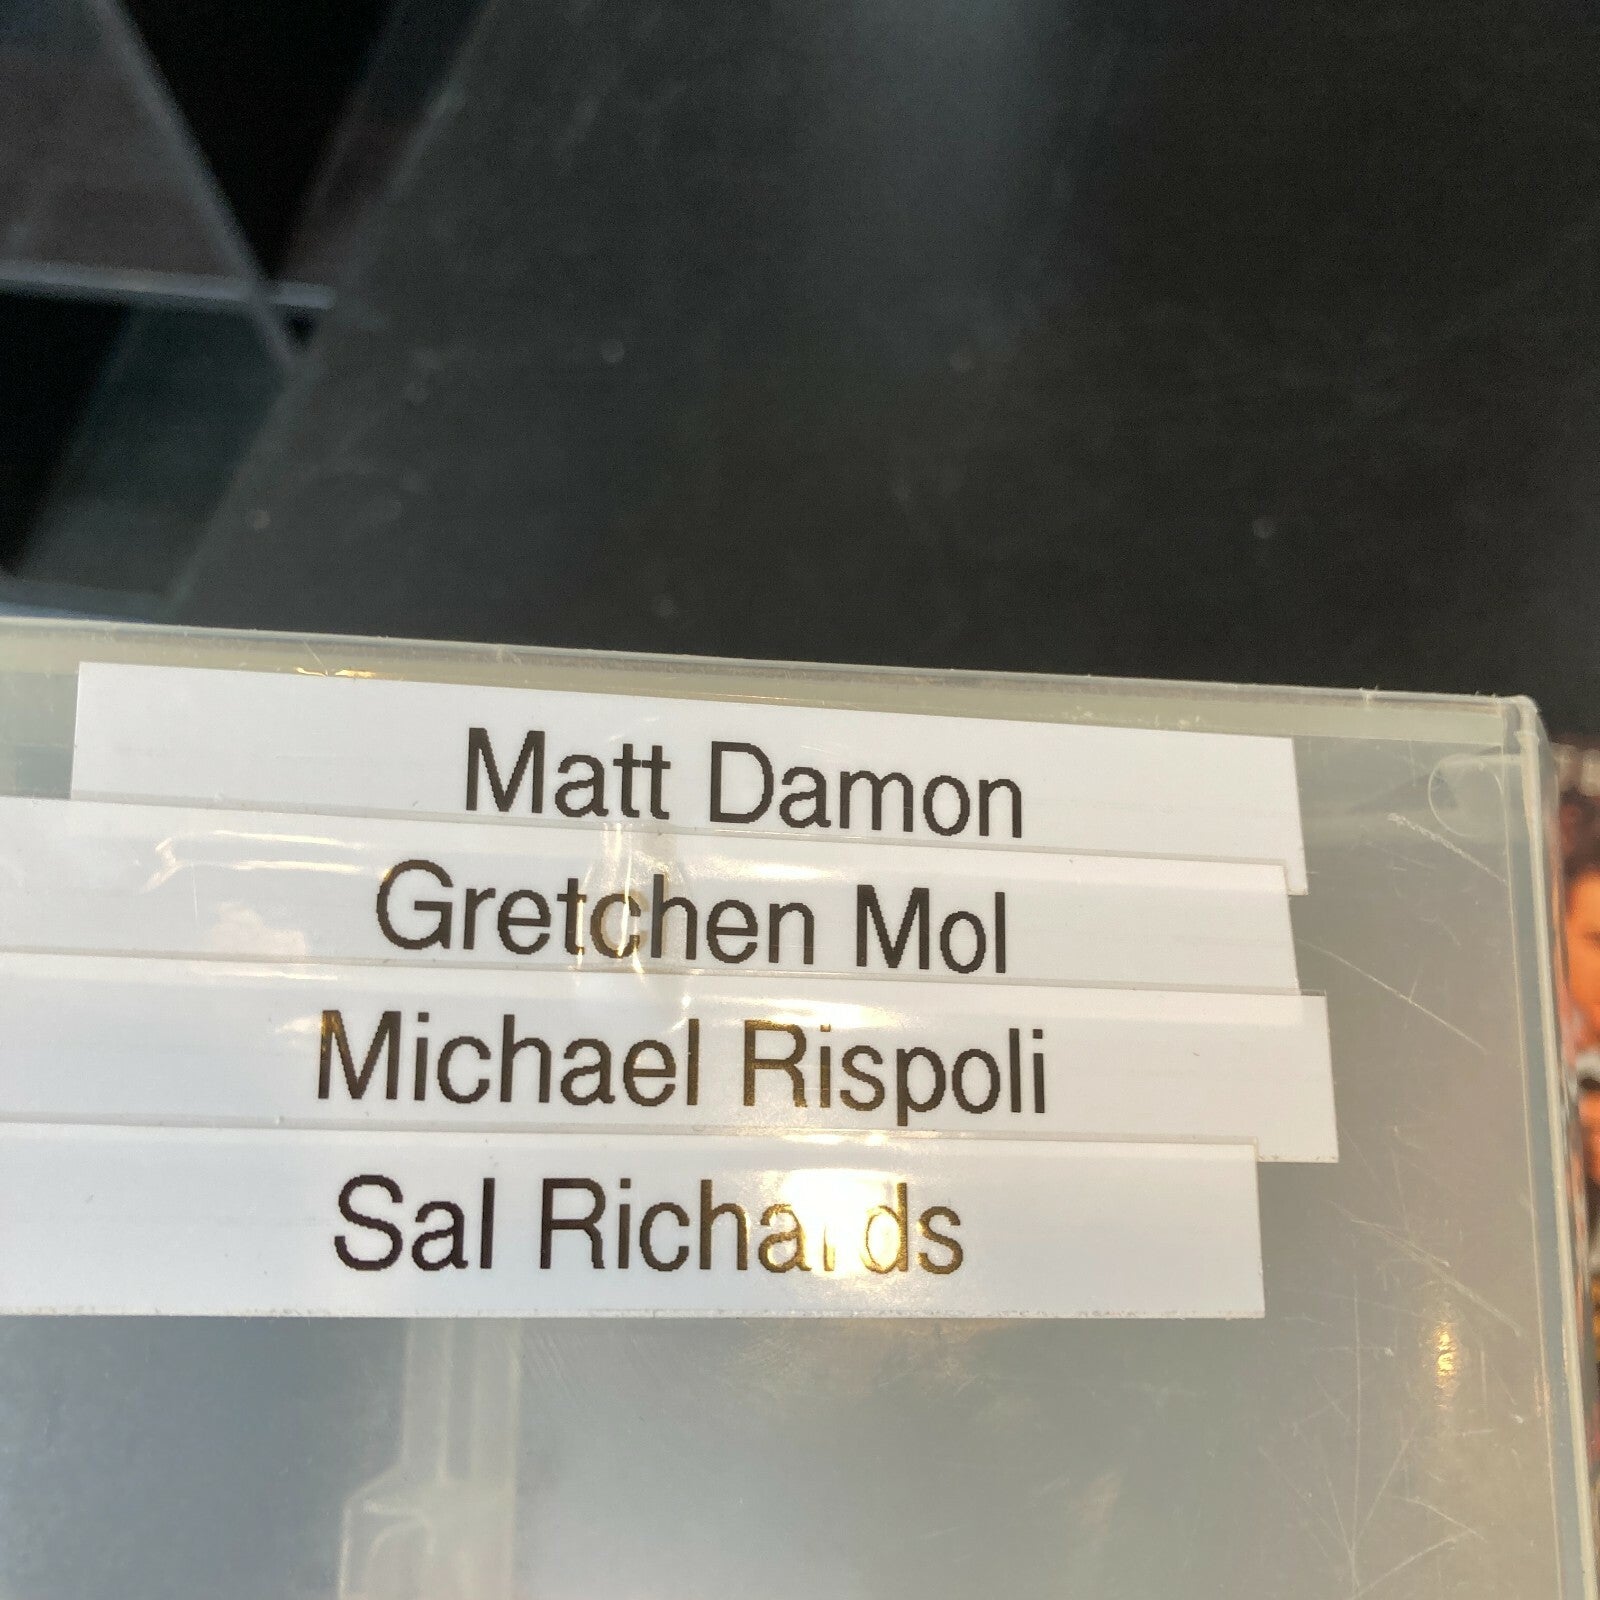 Matt Damon
Gretchen Mol
Michael Rispoli
Sal Richards